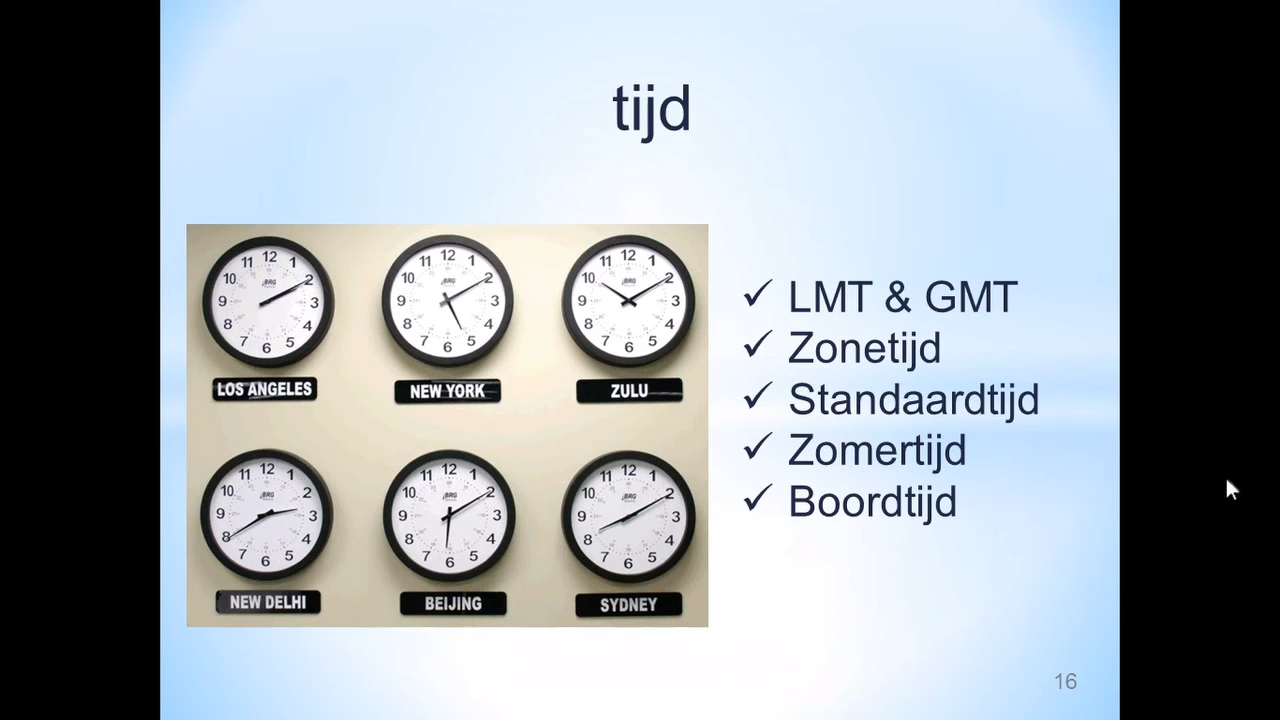 tijd
LOS ANGELES
NEW YORK
ZULU
NEW DELHI
BEIJING
SYDNEY
✓ LMT & GMT
✓ Zonetijd
✓ Standaardtijd
✓ Zomertijd
✓ Boordtijd
16